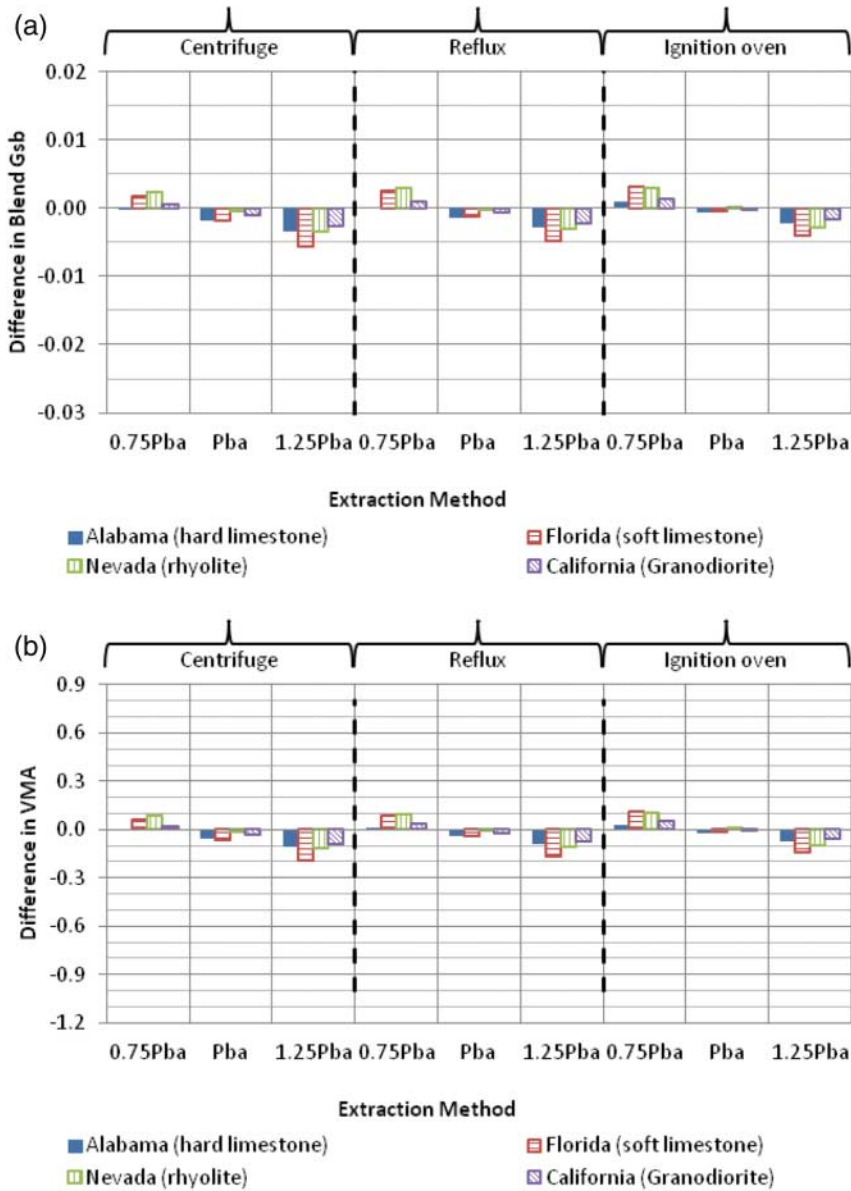 (a)
Centrifuge Reflux Ignition oven
0.02
0.01
0.00
-0.01
-0.02
-0.03
Difference in Blend Gsb
0.75Pba Pba 1.25Pba 0.75Pba Pba 1.25Pba 0.75Pba Pba 1.25Pba
Extraction Method
Alabama (hard limestone) Florida (soft limestone)
Nevada (rhyolite) California (Granodiorite)
(b)
Centrifuge Reflux Ignition oven
0.9
0.6
0.3
0.0
-0.3
-0.6
-0.9
-1.2
Difference in VMA
0.75Pba Pba 1.25Pba 0.75Pba Pba 1.25Pba 0.75Pba Pba 1.25Pba
Extraction Method
Alabama (hard limestone) Florida (soft limestone)
Nevada (rhyolite) California (Granodiorite)